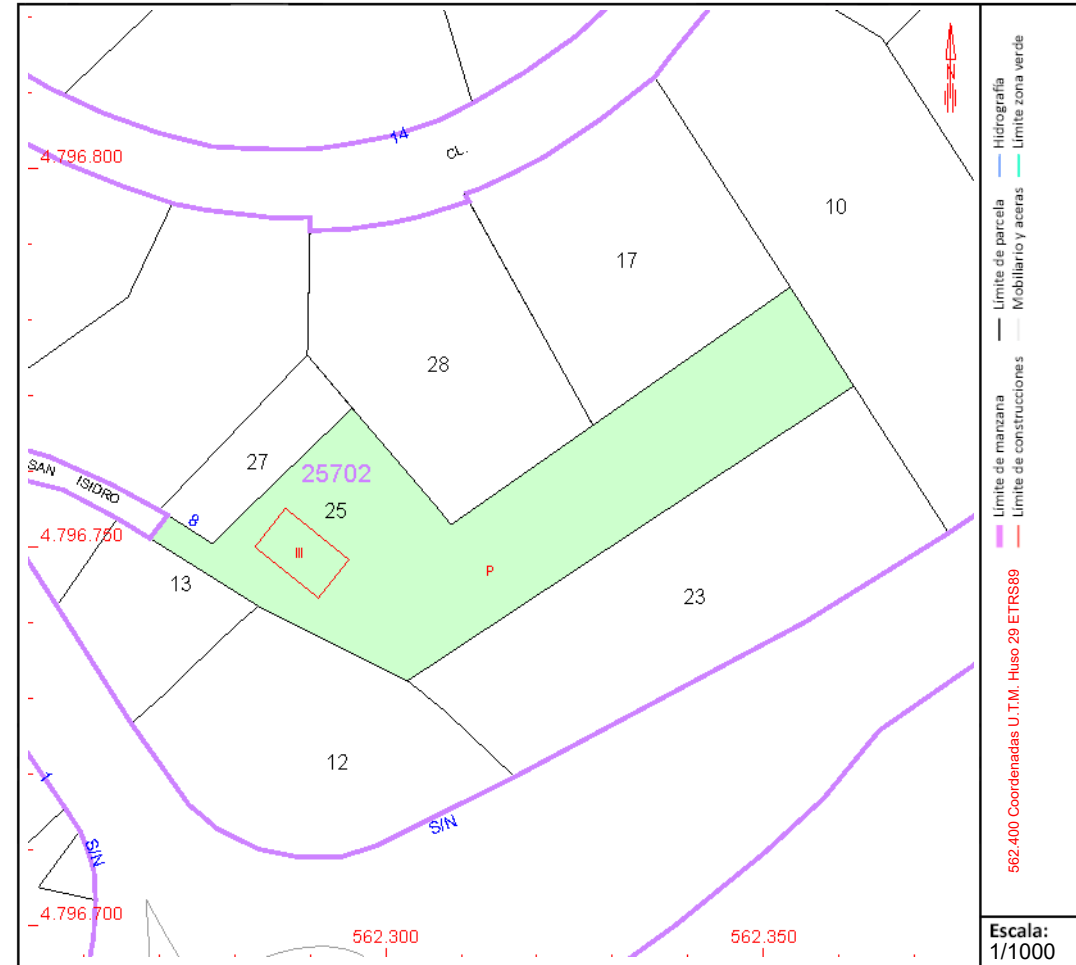 14
CL.
4.796.800
10
17
28
27
25702
25
SAN
ISIDRO
8
4.796.750
III
P
13
23
12
S/N
1
S/N
4.796.700
562.300
562.350
N
Hidrografía
Límite zona verde
Límite de parcela
Mobiliario y aceras
Límite de manzana
Límite de construcciones
562.400 Coordenadas U.T.M. Huso 29 ETRS89
Escala:
1/1000